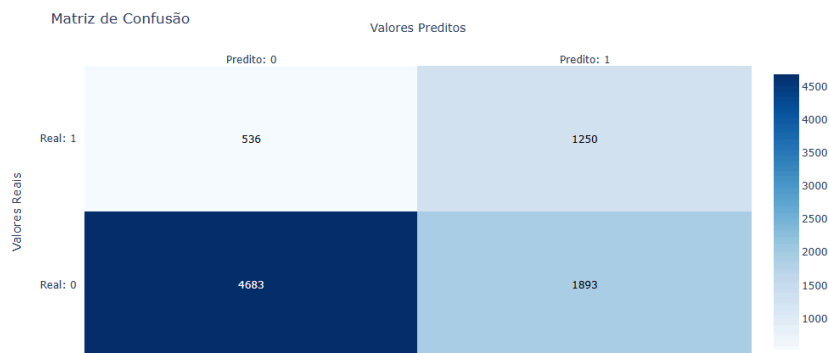 Matriz de Confusão
Valores Preditos
Predito: 0
Predito: 1
Real: 1
536
1250
Real: 0
4683
1893
Valores Reais
4500
4000
3500
3000
2500
2000
1500
1000